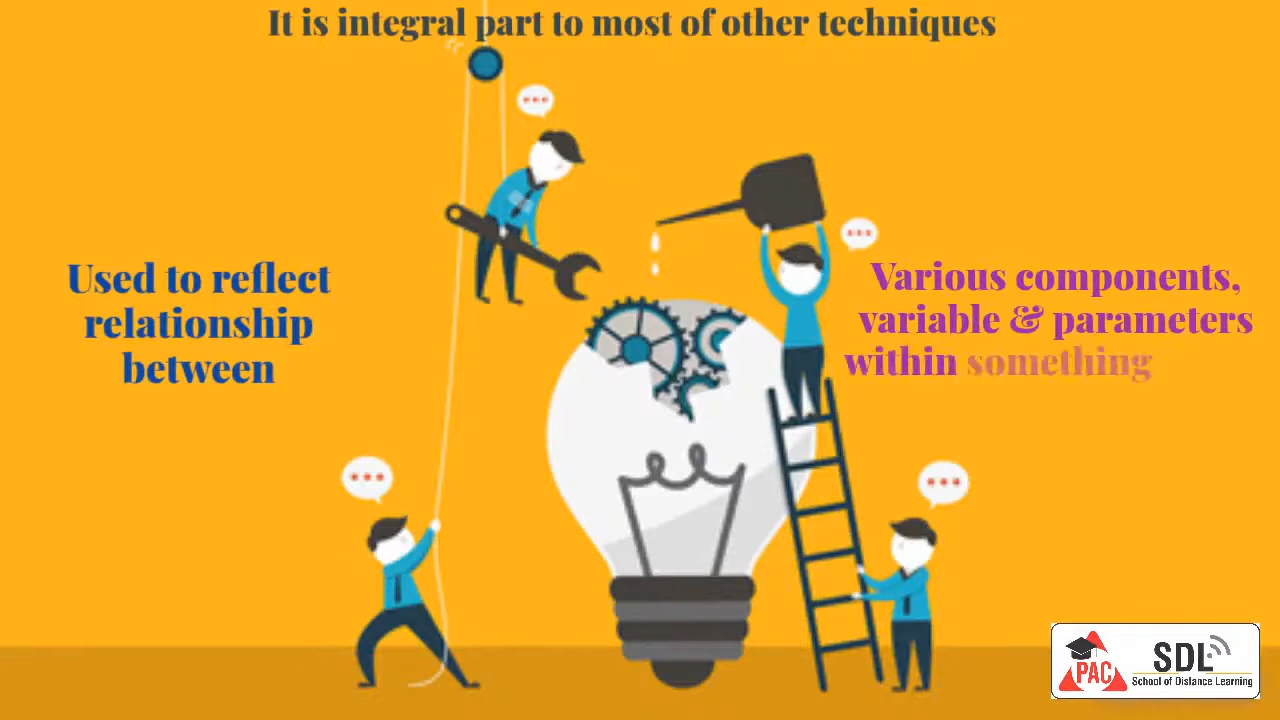 It is integral part to most of other techniques
Used to reflect
relationship
between
Various components,
variable & parameters
within something
PAC
SDL
School of Distance Learning